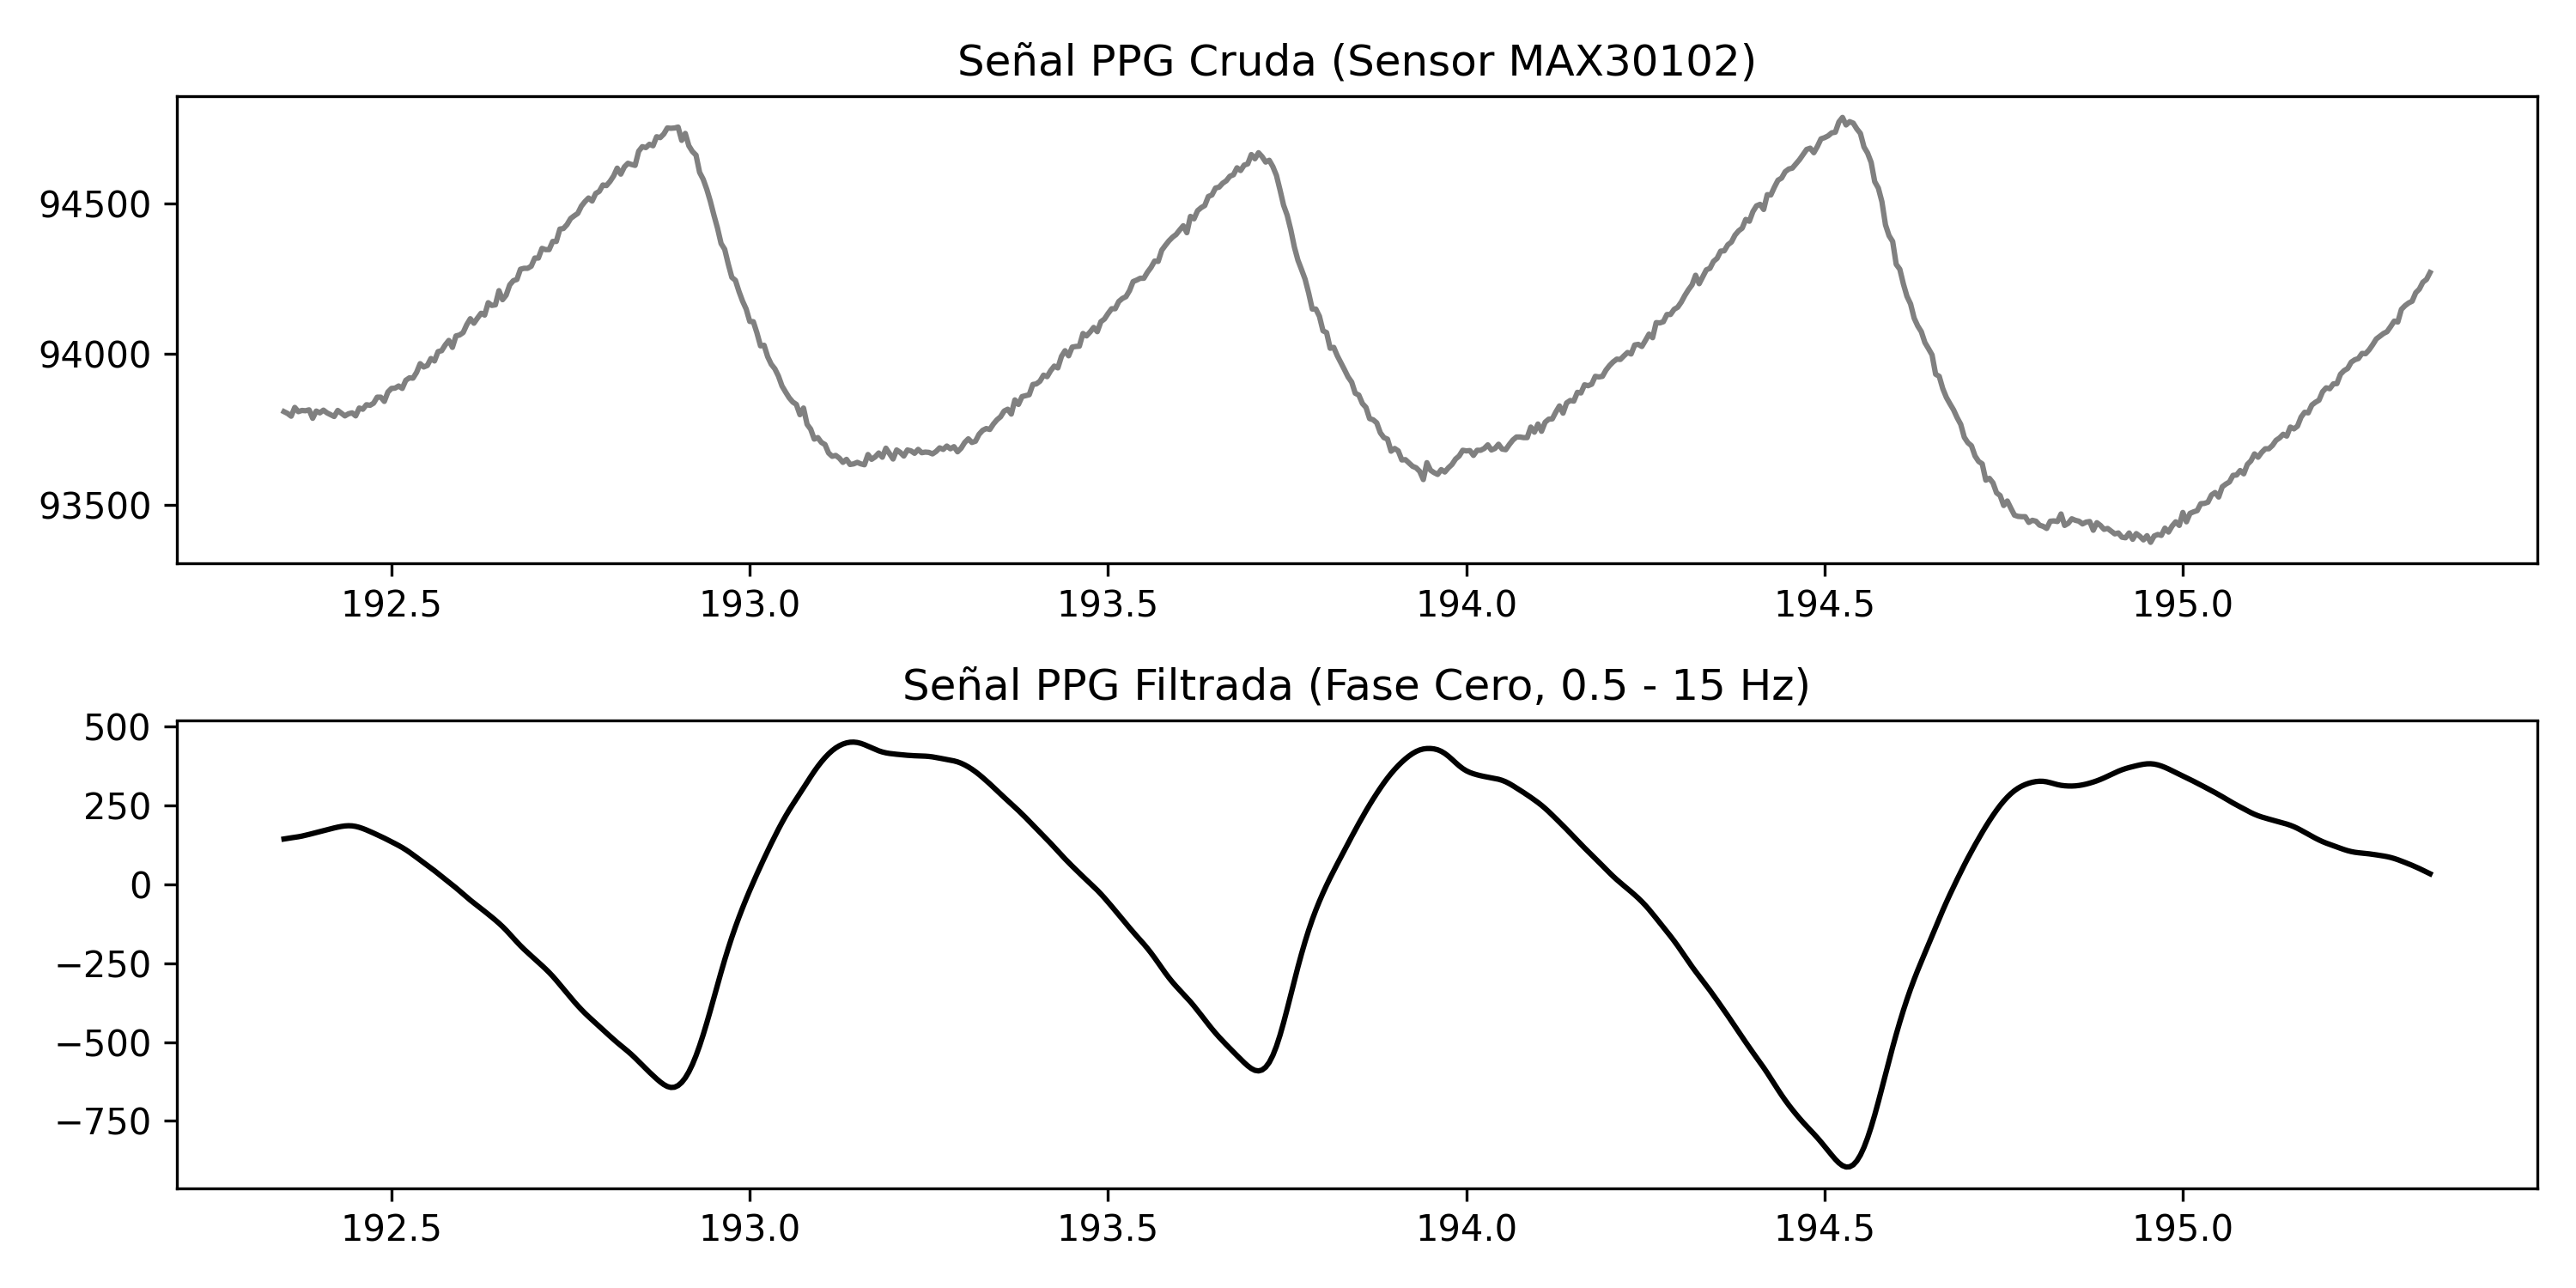 Señal PPG Cruda (Sensor MAX30102)
94500
94000
93500
192.5 193.0 193.5 194.0 194.5 195.0
Señal PPG Filtrada (Fase Cero, 0.5 - 15 Hz)
500
250
0
−250
−500
−750
192.5 193.0 193.5 194.0 194.5 195.0